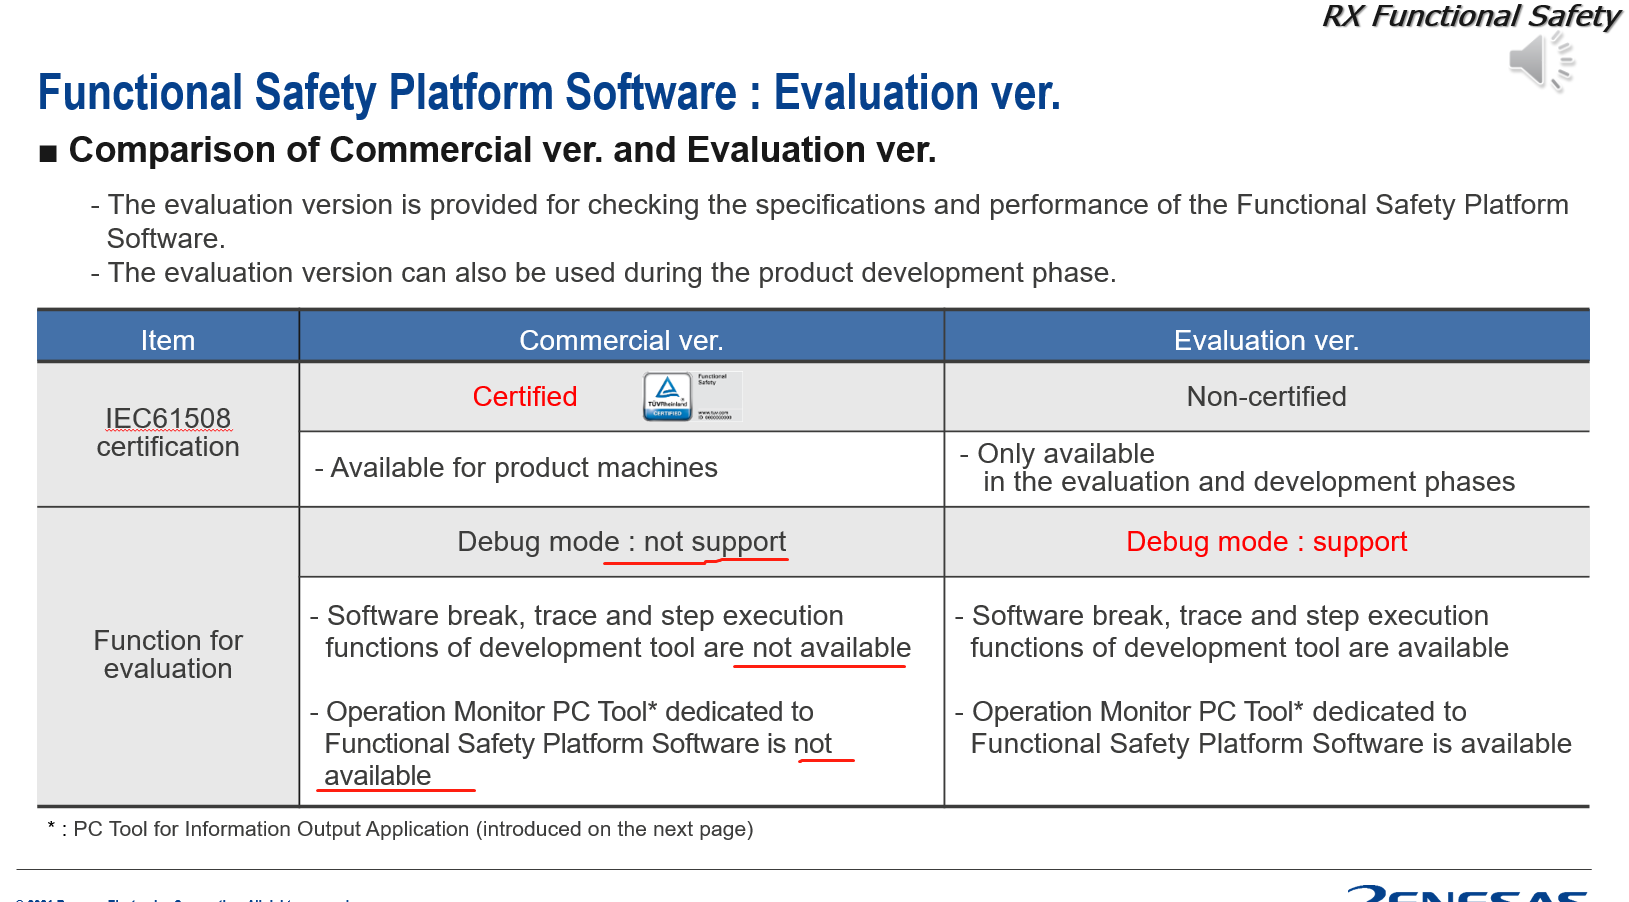 RX Functional Safety
Functional Safety Platform Software : Evaluation ver.
■ Comparison of Commercial ver. and Evaluation ver.
- The evaluation version is provided for checking the specifications and performance of the Functional Safety Platform
Software.
- The evaluation version can also be used during the product development phase.
Item
Commercial ver.
Evaluation ver.
IEC61508
certification
Certified
TÜVRheinland
CERTIFIED
Functional
Safety
www.tuv.com
Non-certified
- Available for product machines
- Only available
in the evaluation and development phases
Function for
evaluation
Debug mode : not support
Debug mode : support
- Software break, trace and step execution
functions of development tool are not available
- Operation Monitor PC Tool* dedicated to
Functional Safety Platform Software is not
available
- Software break, trace and step execution
functions of development tool are available
- Operation Monitor PC Tool* dedicated to
Functional Safety Platform Software is available
* : PC Tool for Information Output Application (introduced on the next page)
RENESAS